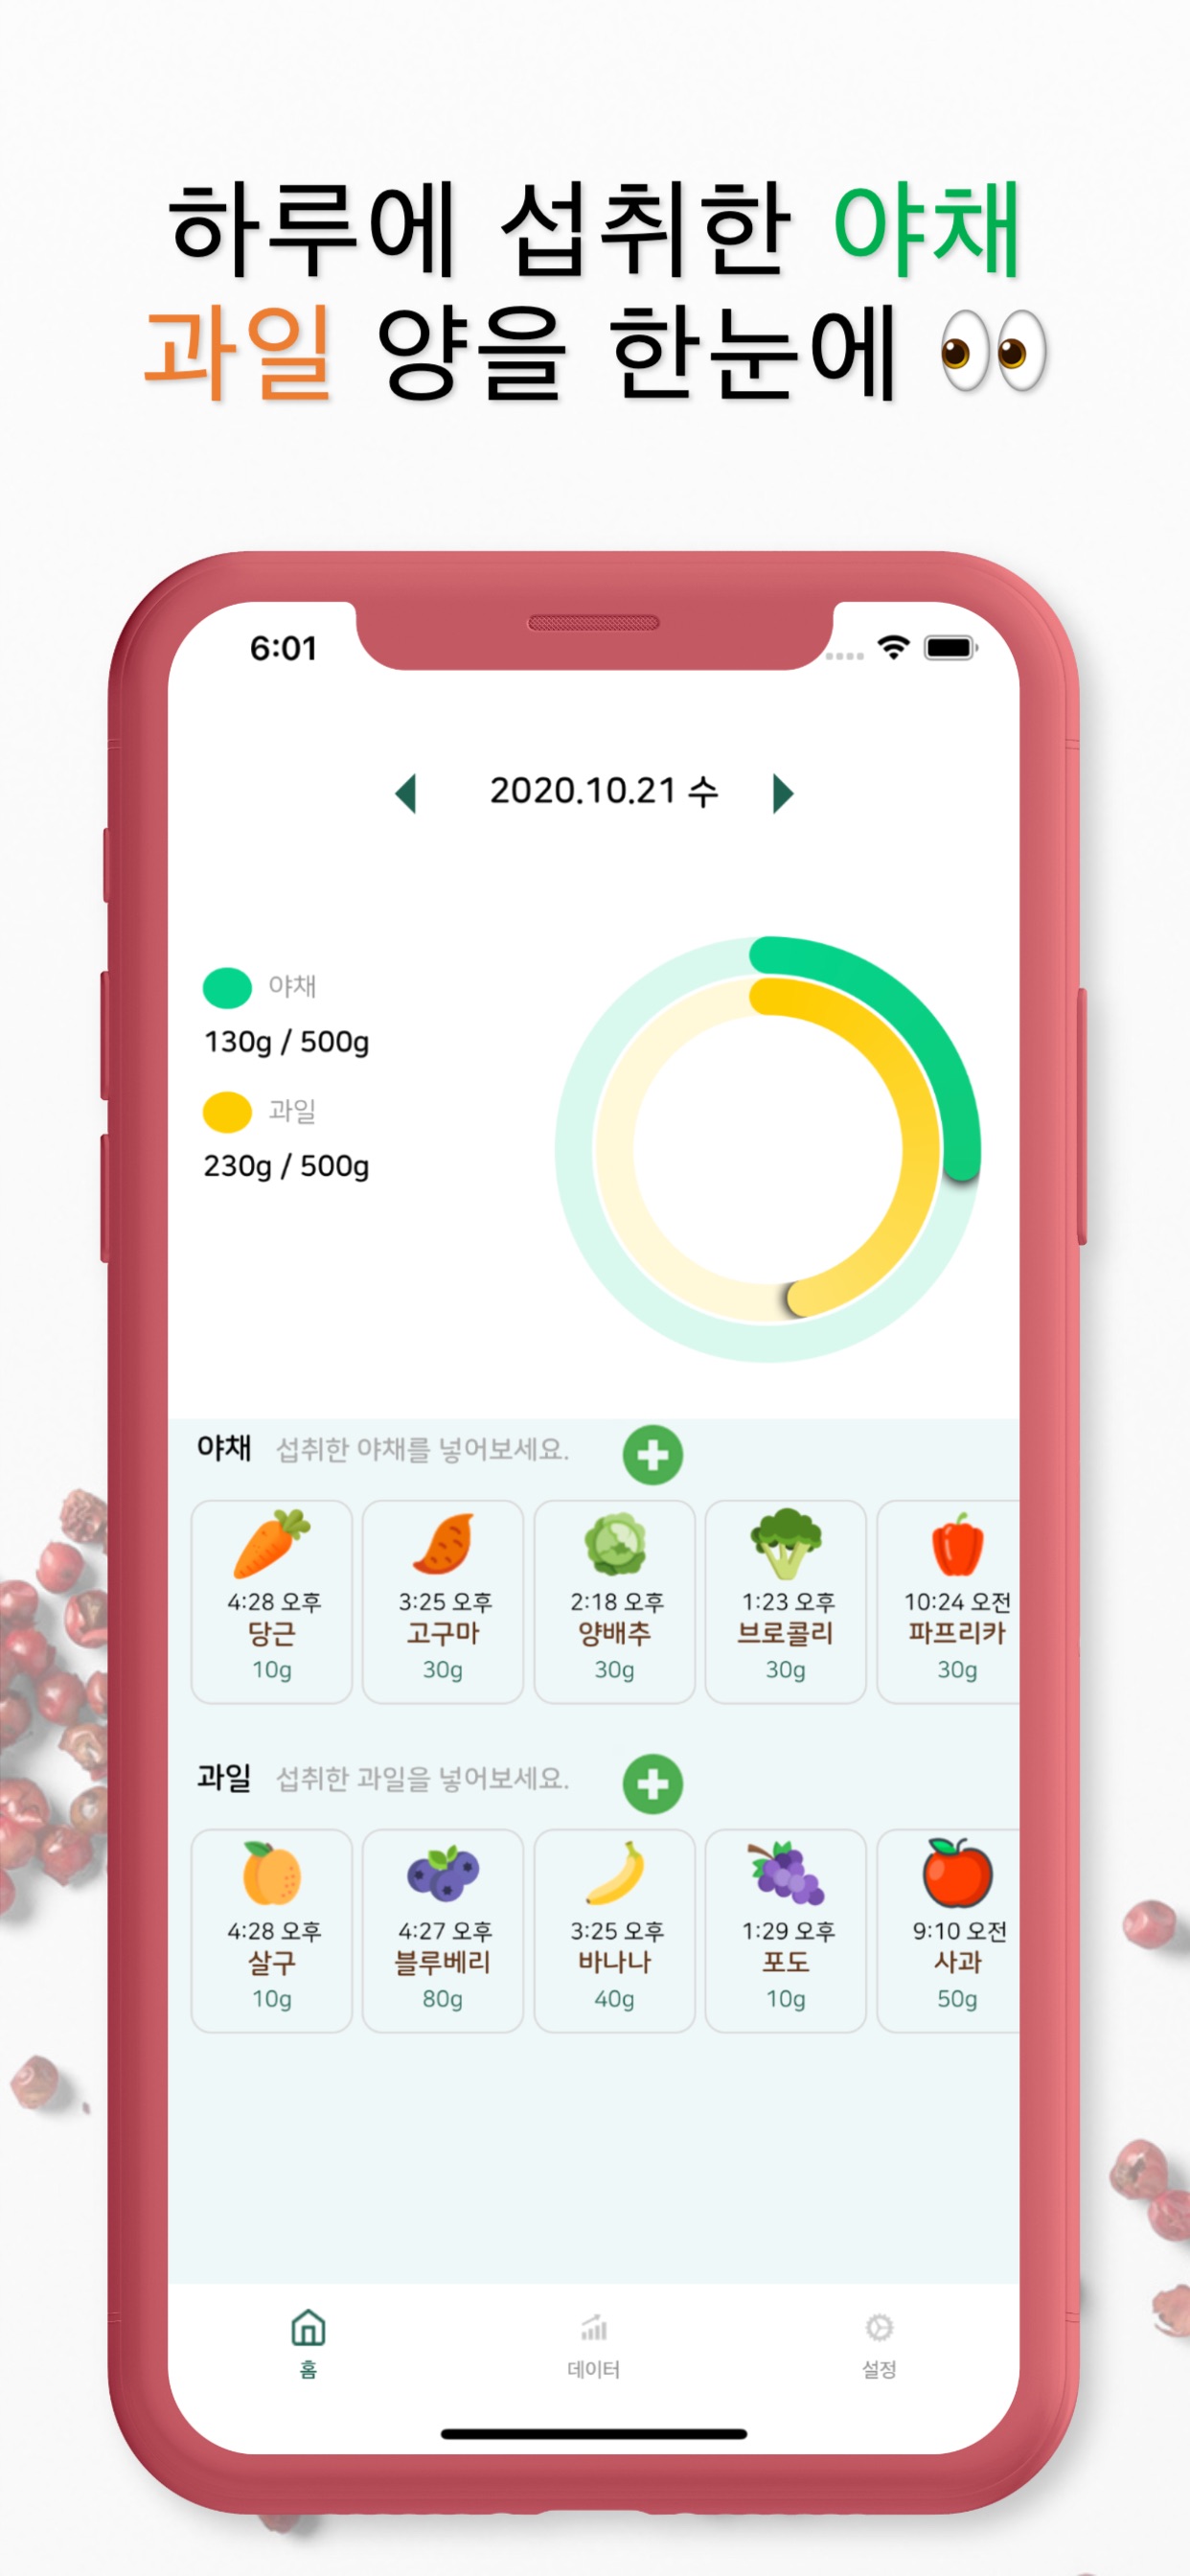 하루에 섭취한 야채
과일 양을 한눈에 👀
6:01
2020.10.21 수
야채
130g / 500g
과일
230g / 500g
야채 섭취한 야채를 넣어보세요.
4:28 오후 3:25 오후 2:18 오후 1:23 오후 10:24 오전
당근 고구마 양배추 브로콜리 파프리카
10g 30g 30g 30g 30g
과일 섭취한 과일을 넣어보세요.
4:28 오후 4:27 오후 3:25 오후 1:29 오후 9:10 오전
살구 블루베리 바나나 포도 사과
10g 80g 40g 10g 50g
홈 데이터 설정